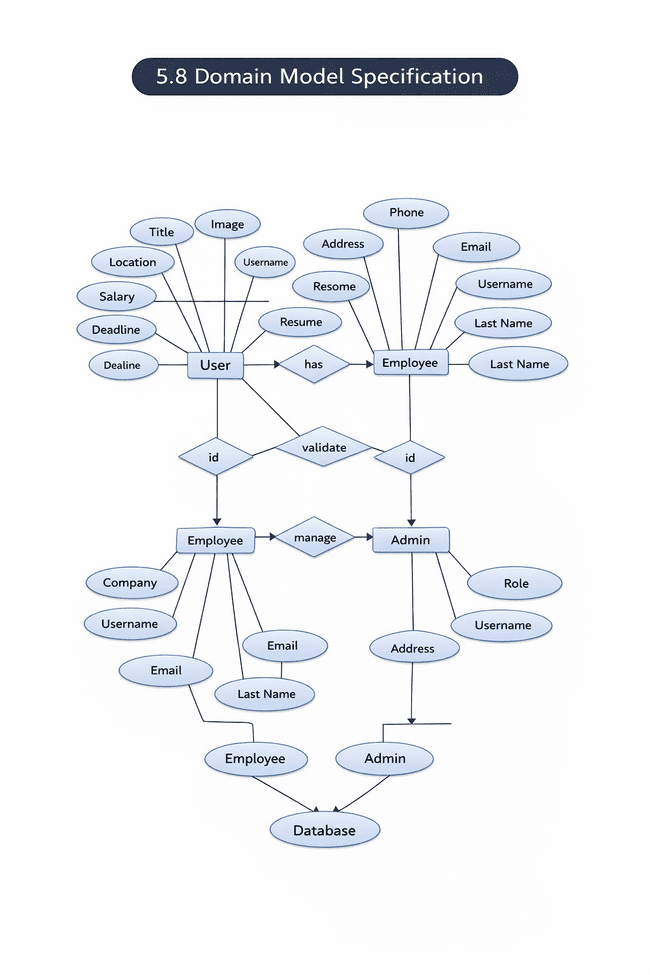 5.8 Domain Model Specification
Phone
Image
Title
Address
Email
Location
Username
Resome
Username
Salary
Resume
Last Name
Deadline
Dealine
User
has
Employee
Last Name
id
validate
id
Employee
manage
Admin
Company
Role
Username
Username
Email
Address
Email
Last Name
Employee
Admin
Database